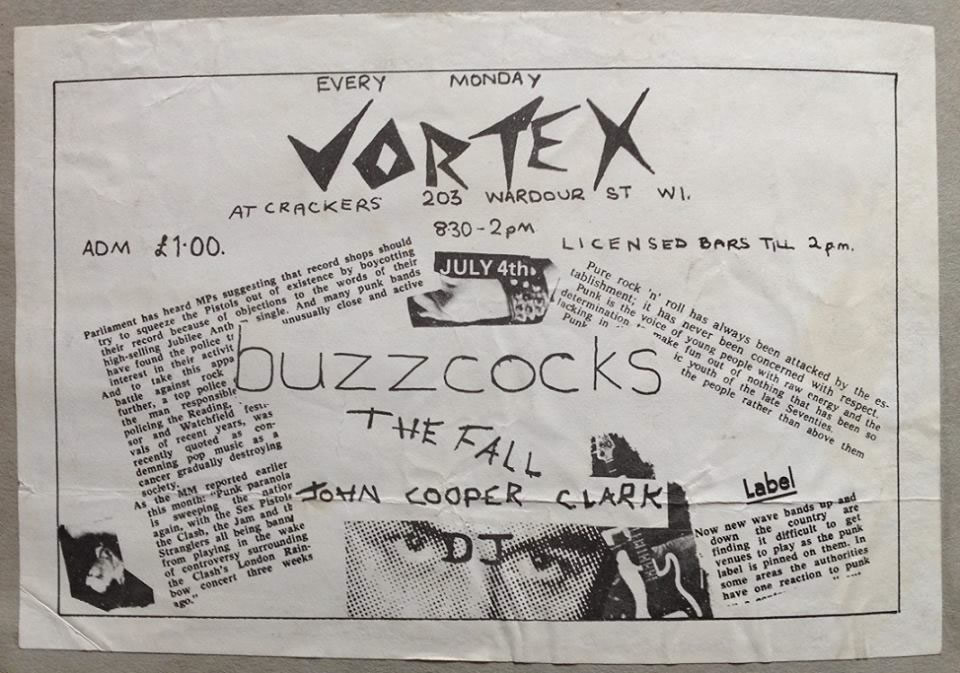 EVERY MONDAY
VORTEX
AT CRACKERS 203 WARDOUR ST W1.
8:30-2pm
ADM £1·00.
LICENSED BARS TILL 2pm.
JULY 4th.
Parliament has heard MPs suggesting that record shops should
try to squeeze the Pistols out of existence by boycotting
their record because of objections to the words of their
high-selling Jubilee Anth single. And many punk bands
have found the police unusually close and active
interest in their activit
And to take this appa
battle against rock
further, a top police
the man responsible
policing the Reading,
sor and Watchfield festi-
vals of recent years, was
recently quoted as con-
demning pop music as a
cancer gradually destroying
society.
As the MM reported earlier
this month: "Punk paranoia
is sweeping the nation
again, with the Sex Pistols
the Clash, the Jam and th
Stranglers all being bann
from playing in the wake
of controversy surrounding
the Clash's London Rain-
bow concert three weeks
ago."
Pure rock 'n' roll has always been attacked by the es-
tablishment; it has never been concerned with respect.
Punk is the voice of young people with raw energy and the
determination to make fun out of nothing that has been so
lacking in ic youth of the late Seventies.
Punk the people rather than above them
buzzcocks
THE FALL
JOHN COOPER CLARK
DJ
Label
Now new wave bands up and
down the country are
finding it difficult to get
venues to play as the punk
label is pinned on them. In
some areas the authorities
have one reaction to punk